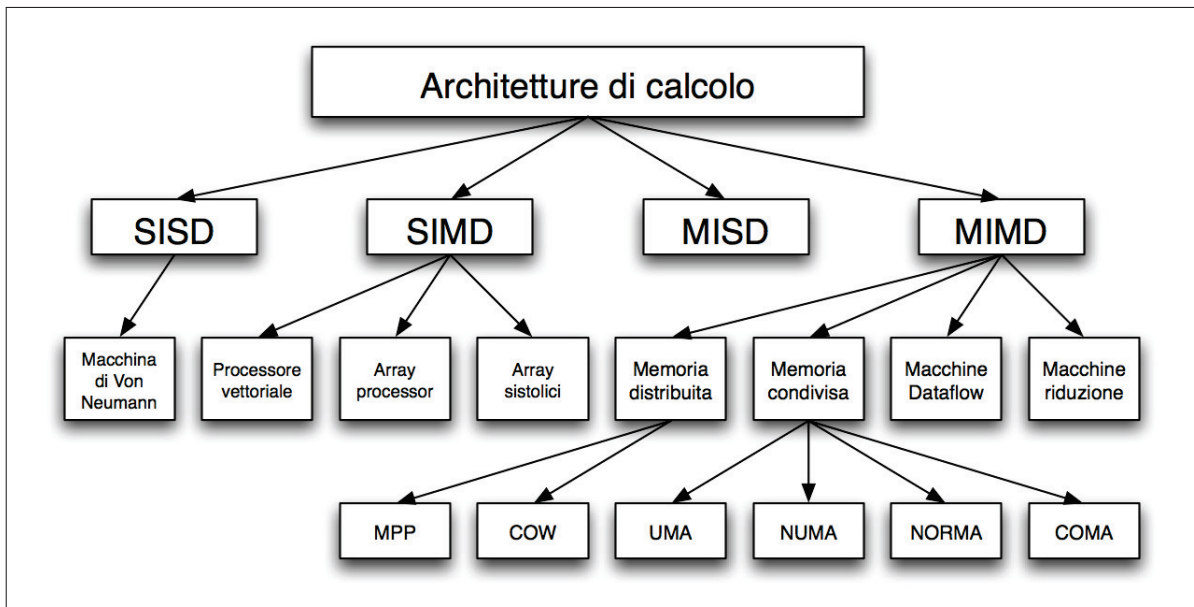 Architetture di calcolo
SISD
SIMD
MISD
MIMD
Macchina
di Von
Neumann
Processore
vettoriale
Array
processor
Array
sistolici
Memoria
distribuita
Memoria
condivisa
Macchine
Dataflow
Macchine
riduzione
MPP
COW
UMA
NUMA
NORMA
COMA